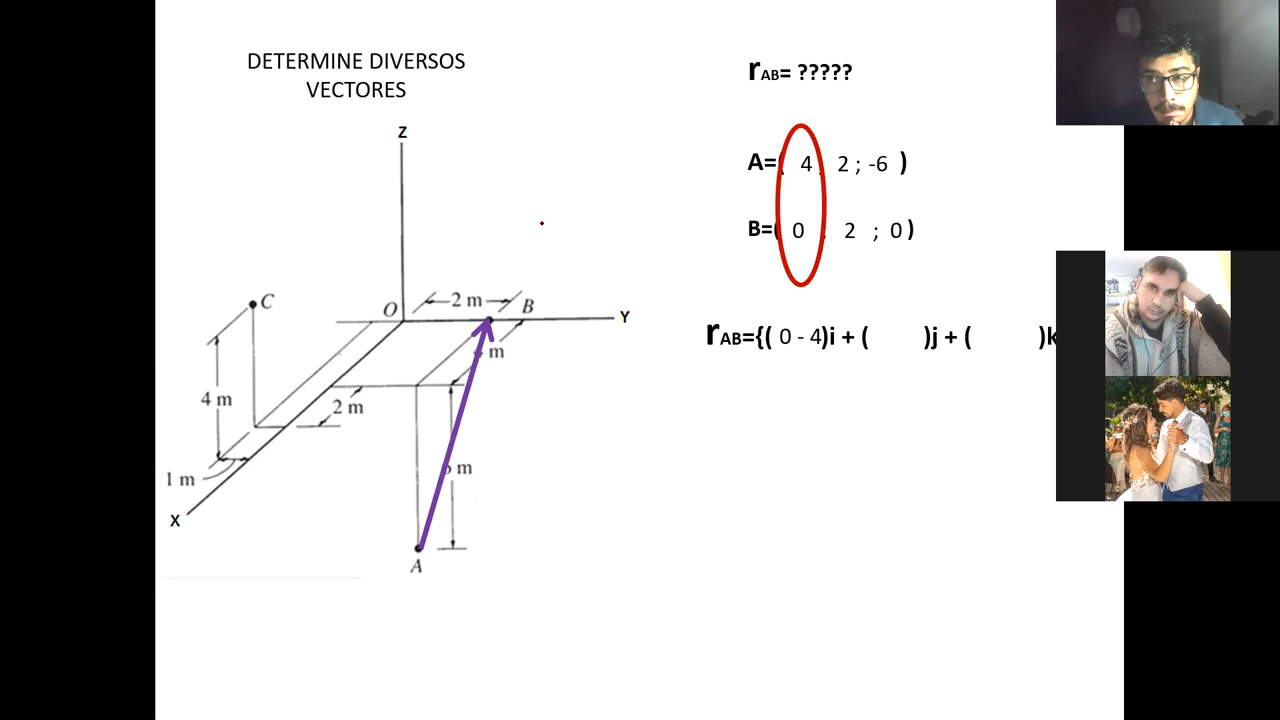 DETERMINE DIVERSOS
VECTORES
Z
C
O
2 m
B
Y
m
4 m
2 m
m
1 m
X
A
rAB= ?????
A=( 4 ; 2 ; -6 )
B=( 0 ; 2 ; 0 )
rAB={( 0 - 4)i + ( )j + ( )k